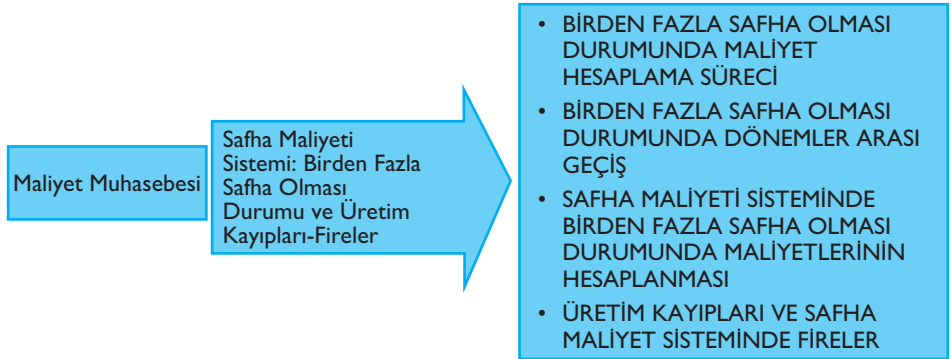 Maliyet Muhasebesi
Safha Maliyeti
Sistemi: Birden Fazla
Safha Olması
Durumu ve Üretim
Kayıpları-Fireler
• BİRDEN FAZLA SAFHA OLMASI
DURUMUNDA MALİYET
HESAPLAMA SÜRECİ
• BİRDEN FAZLA SAFHA OLMASI
DURUMUNDA DÖNEMLER ARASI
GEÇİŞ
• SAFHA MALİYETİ SİSTEMİNDE
BİRDEN FAZLA SAFHA OLMASI
DURUMUNDA MALİYETLERİNİN
HESAPLANMASI
• ÜRETİM KAYIPLARI VE SAFHA
MALİYET SİSTEMİNDE FİRELER